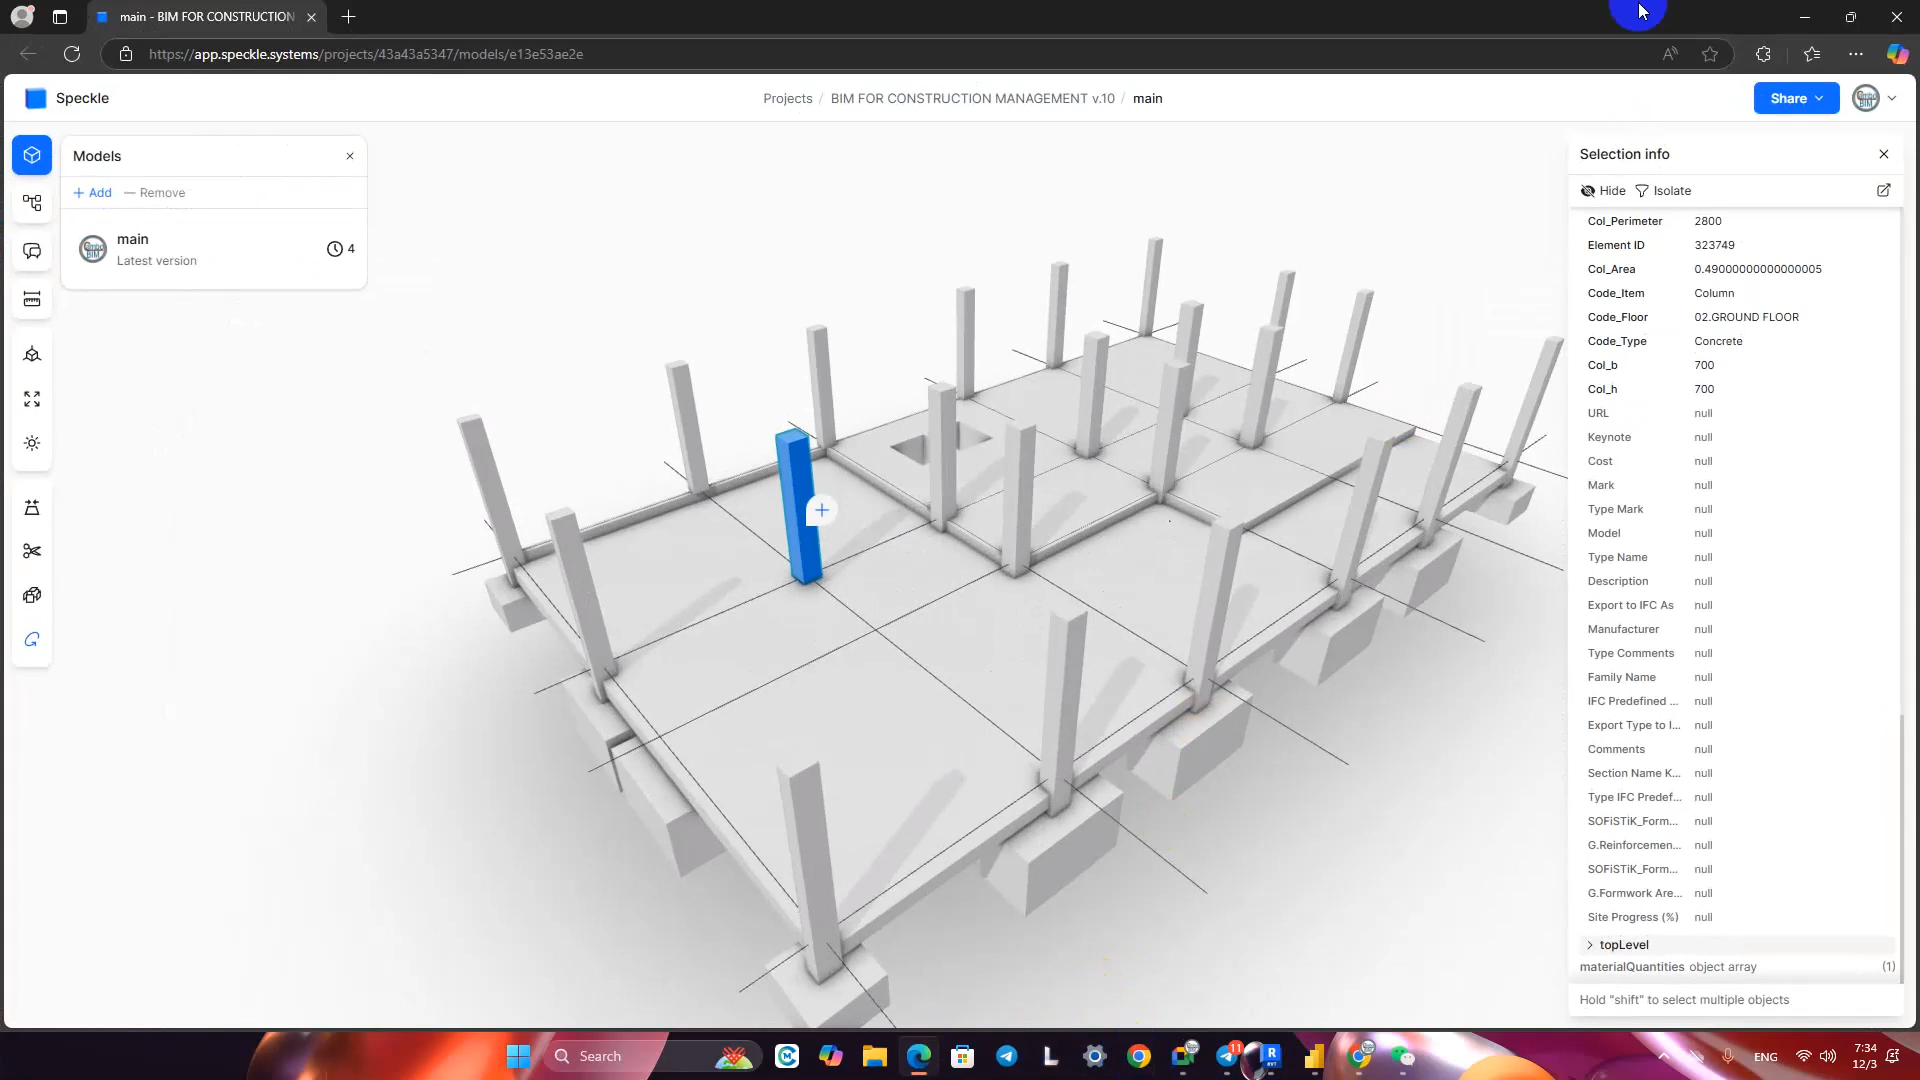 main - BIM FOR CONSTRUCTION
https://app.speckle.systems/projects/43a43a5347/models/e13e53ae2e
Speckle
Projects / BIM FOR CONSTRUCTION MANAGEMENT v.10 / main
Share
Models
Add
Remove
main
Latest version
4
Selection info
Hide
Isolate
Col_Perimeter 2800
Element ID 323749
Col_Area 0.49000000000000005
Code_Item Column
Code_Floor 02.GROUND FLOOR
Code_Type Concrete
Col_b 700
Col_h 700
URL null
Keynote null
Cost null
Mark null
Type Mark null
Model null
Type Name null
Description null
Export to IFC As null
Manufacturer null
Type Comments null
Family Name null
IFC Predefined ... null
Export Type to I... null
Comments null
Section Name K... null
Type IFC Predef... null
SOFiSTiK_Form... null
G.Reinforcemen... null
SOFiSTiK_Form... null
G.Formwork Are... null
Site Progress (%) null
topLevel
materialQuantities object array (1)
Hold "shift" to select multiple objects
Search
11
ENG
7:34
12/3